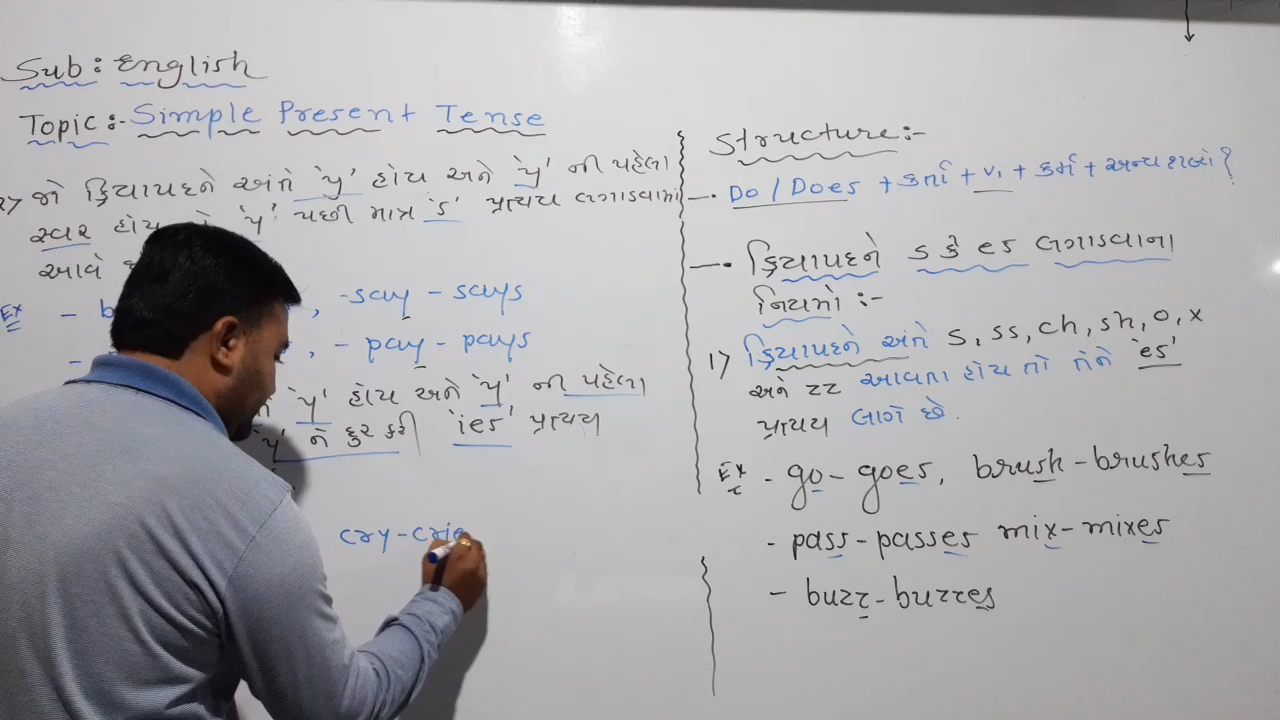 Sub: English
Topic:- Simple Present Tense
2) જો ક્રિયાપદને અંતે 'y' હોય અને 'y' ની પહેલા
સ્વર હોય 'y' પછી માત્ર 's' પ્રત્યય લગાડવામાં
આવે
Ex - b , -say - says
- , - pay - pays
'y' હોય અને 'y' ની પહેલા
'y' ને દુર કરી 'ies' પ્રત્યય
cry-crie
Structure:-
-. Do / Does + કર્તા + V1 + કર્મ + અન્ય શબ્દો ?
-. ક્રિયાપદને s કે es લગાડવાના
નિયમો :-
1) ક્રિયાપદને અંતે s, ss, ch, sh, o, x
અને zz આવતા હોય તો તેને 'es'
પ્રત્યય લાગે છે.
Ex - go - goes, brush - brushes
- pass - passes mix - mixes
- buzz - buzzes